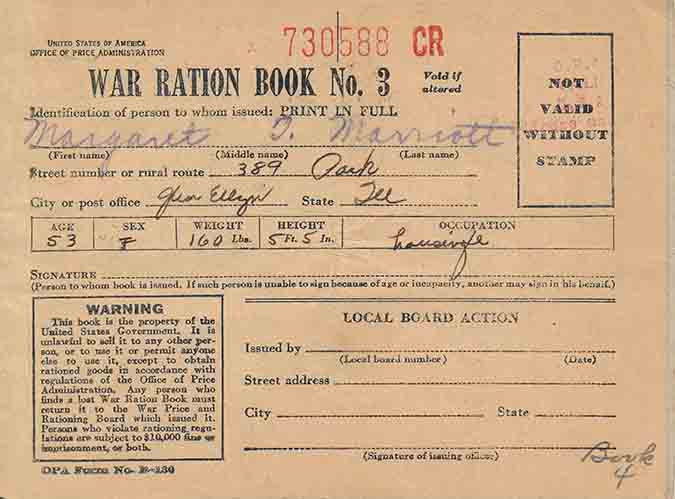 UNITED STATES OF AMERICA
OFFICE OF PRICE ADMINISTRATION
730588 CR
WAR RATION BOOK No. 3
Void if
altered
NOT
VALID
WITHOUT
STAMP
Identification of person to whom issued: PRINT IN FULL
Margaret J. Marriott
(First name) (Middle name) (Last name)
Street number or rural route 389 Park
City or post office Glen Ellyn State Ill
AGE SEX WEIGHT HEIGHT OCCUPATION
53 F 160 Lbs. 5 Ft. 5 In. housewife
SIGNATURE
(Person to whom book is issued. If such person is unable to sign because of age or incapacity, another may sign in his behalf.)
WARNING
This book is the property of the
United States Government. It is
unlawful to sell it to any other per-
son, or to use it or permit anyone
else to use it, except to obtain
rationed goods in accordance with
regulations of the Office of Price
Administration. Any person who
finds a lost War Ration Book must
return it to the War Price and
Rationing Board which issued it.
Persons who violate rationing regu-
lations are subject to $10,000 fine or
imprisonment, or both.
LOCAL BOARD ACTION
Issued by
(Local board number) (Date)
Street address
City State
(Signature of issuing officer)
OPA Form No. R-130
Book
4